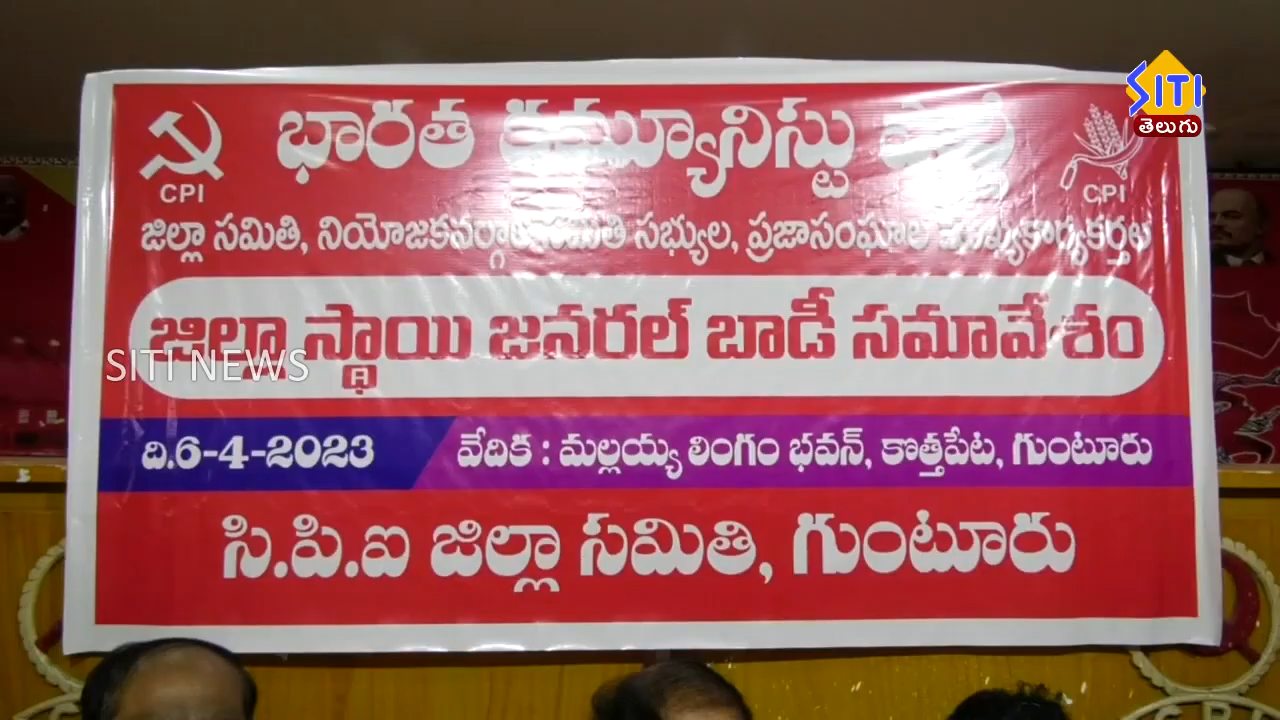 SITI
తెలుగు
భారత కమ్యూనిస్టు పార్టీ
CPI
CPI
జిల్లా సమితి, నియోజకవర్గాల సమితి సభ్యుల, ప్రజాసంఘాల ముఖ్యకార్యకర్తల
జిల్లా స్థాయి జనరల్ బాడీ సమావేశం
SITI NEWS
ది.6-4-2023
వేదిక : మల్లయ్య లింగం భవన్, కొత్తపేట, గుంటూరు
సి.పి.ఐ జిల్లా సమితి, గుంటూరు